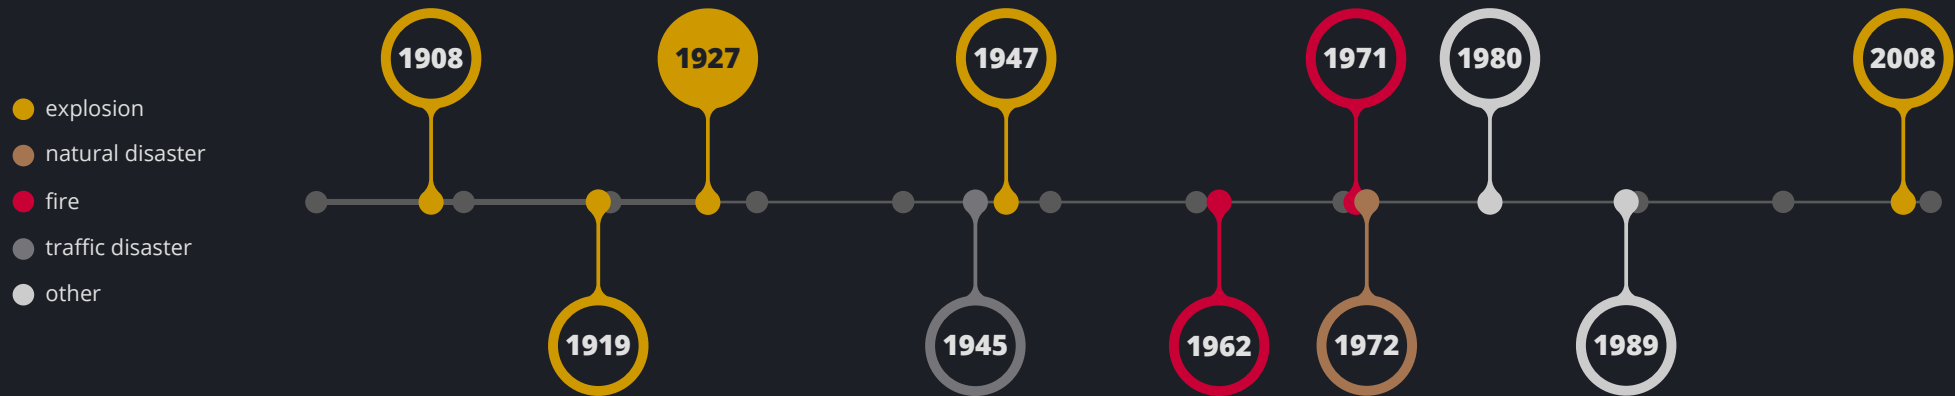 1908
1927
1947
1971
1980
2008
explosion
natural disaster
fire
traffic disaster
other
1919
1945
1962
1972
1989